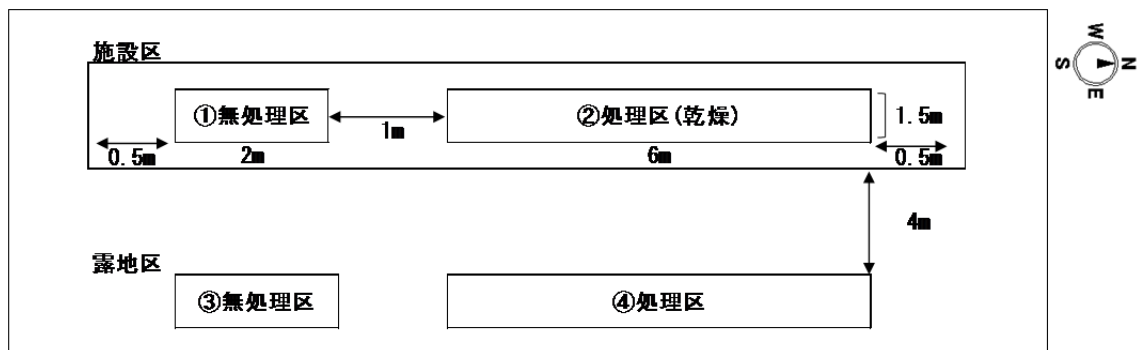 施設区
①無処理区
1m
②処理区(乾燥)
1.5m
0.5m
2m
6m
0.5m
4m
露地区
③無処理区
④処理区
W
S
N
E